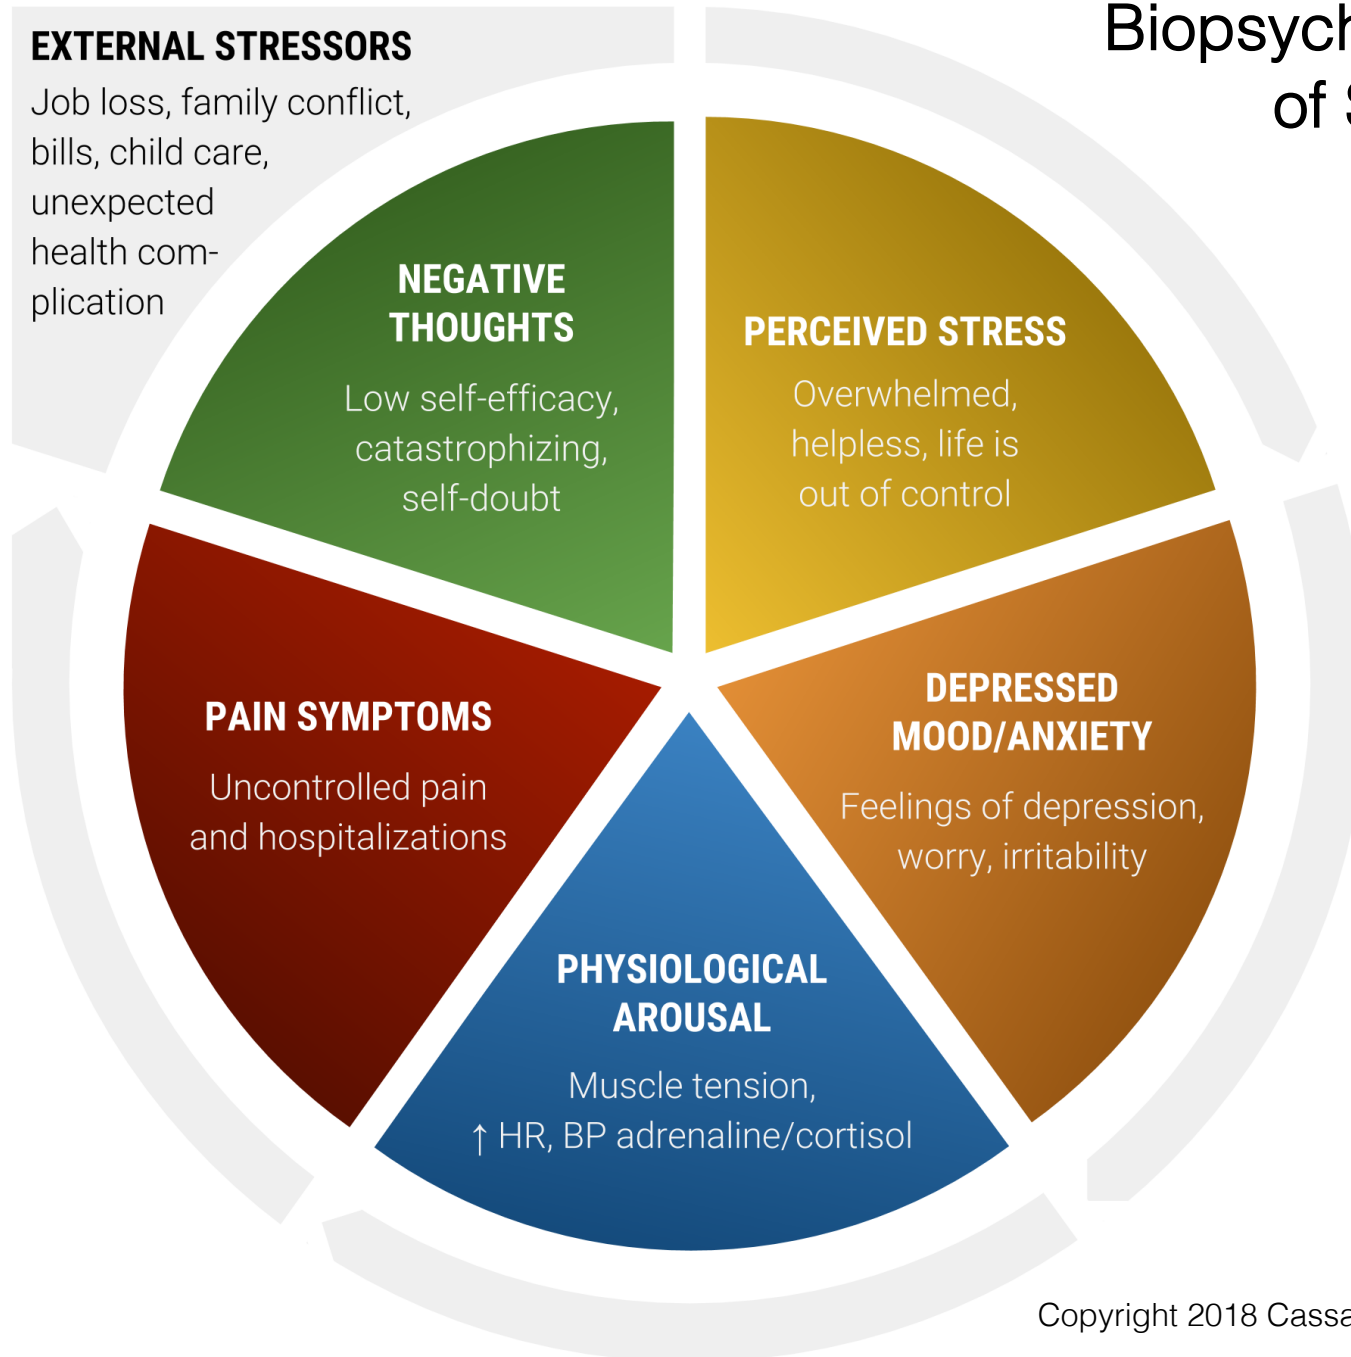 EXTERNAL STRESSORS
Job loss, family conflict,
bills, child care,
unexpected
health com-
plication
Biopsych
of S
NEGATIVE
THOUGHTS
Low self-efficacy,
catastrophizing,
self-doubt
PERCEIVED STRESS
Overwhelmed,
helpless, life is
out of control
PAIN SYMPTOMS
Uncontrolled pain
and hospitalizations
DEPRESSED
MOOD/ANXIETY
Feelings of depression,
worry, irritability
PHYSIOLOGICAL
AROUSAL
Muscle tension,
↑ HR, BP adrenaline/cortisol
Copyright 2018 Cassa